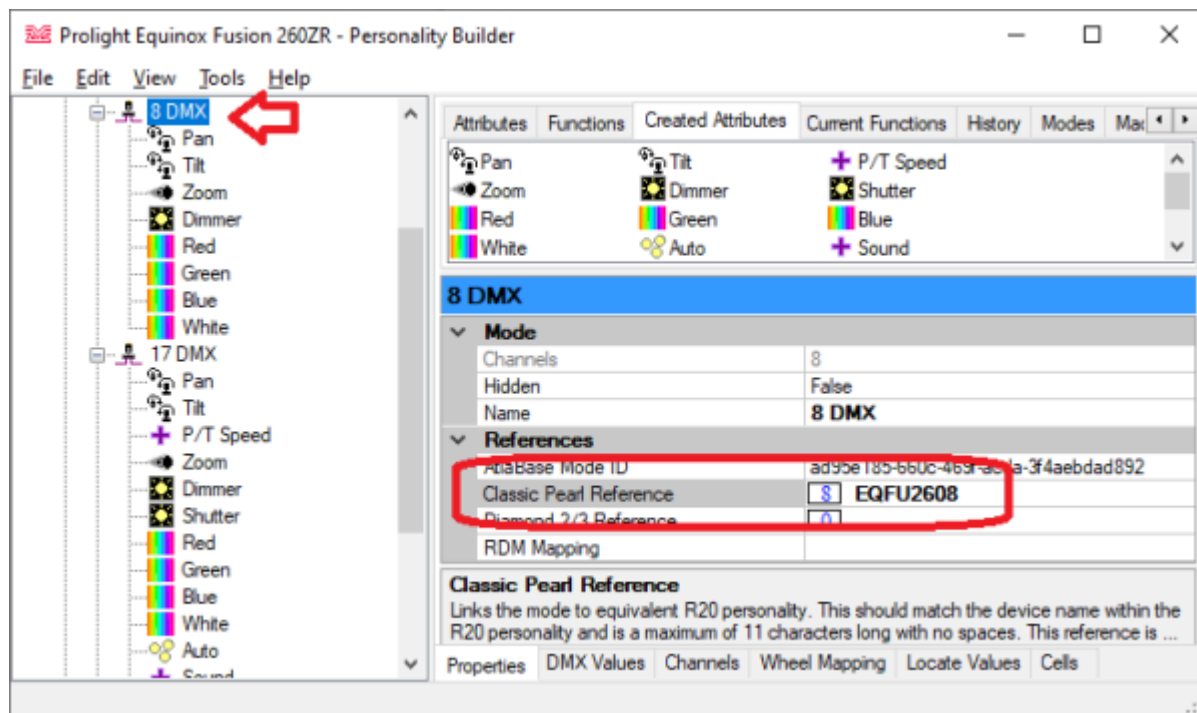 Prolight Equinox Fusion 260ZR - Personality Builder
File Edit View Tools Help
8 DMX
Pan
Tilt
Zoom
Dimmer
Red
Green
Blue
White
17 DMX
Pan
Tilt
P/T Speed
Zoom
Dimmer
Shutter
Red
Green
Blue
White
Auto
Sound
Attributes Functions Created Attributes Current Functions History Modes Mac
Pan Tilt P/T Speed
Zoom Dimmer Shutter
Red Green Blue
White Auto Sound
8 DMX
Mode
Channels 8
Hidden False
Name 8 DMX
References
AtlaBase Mode ID
Classic Pearl Reference 8 EQFU2608
Diamond 2/3 Reference 0
RDM Mapping
Classic Pearl Reference
Links the mode to equivalent R20 personality. This should match the device name within the
R20 personality and is a maximum of 11 characters long with no spaces. This reference is ...
Properties DMX Values Channels Wheel Mapping Locate Values Cells